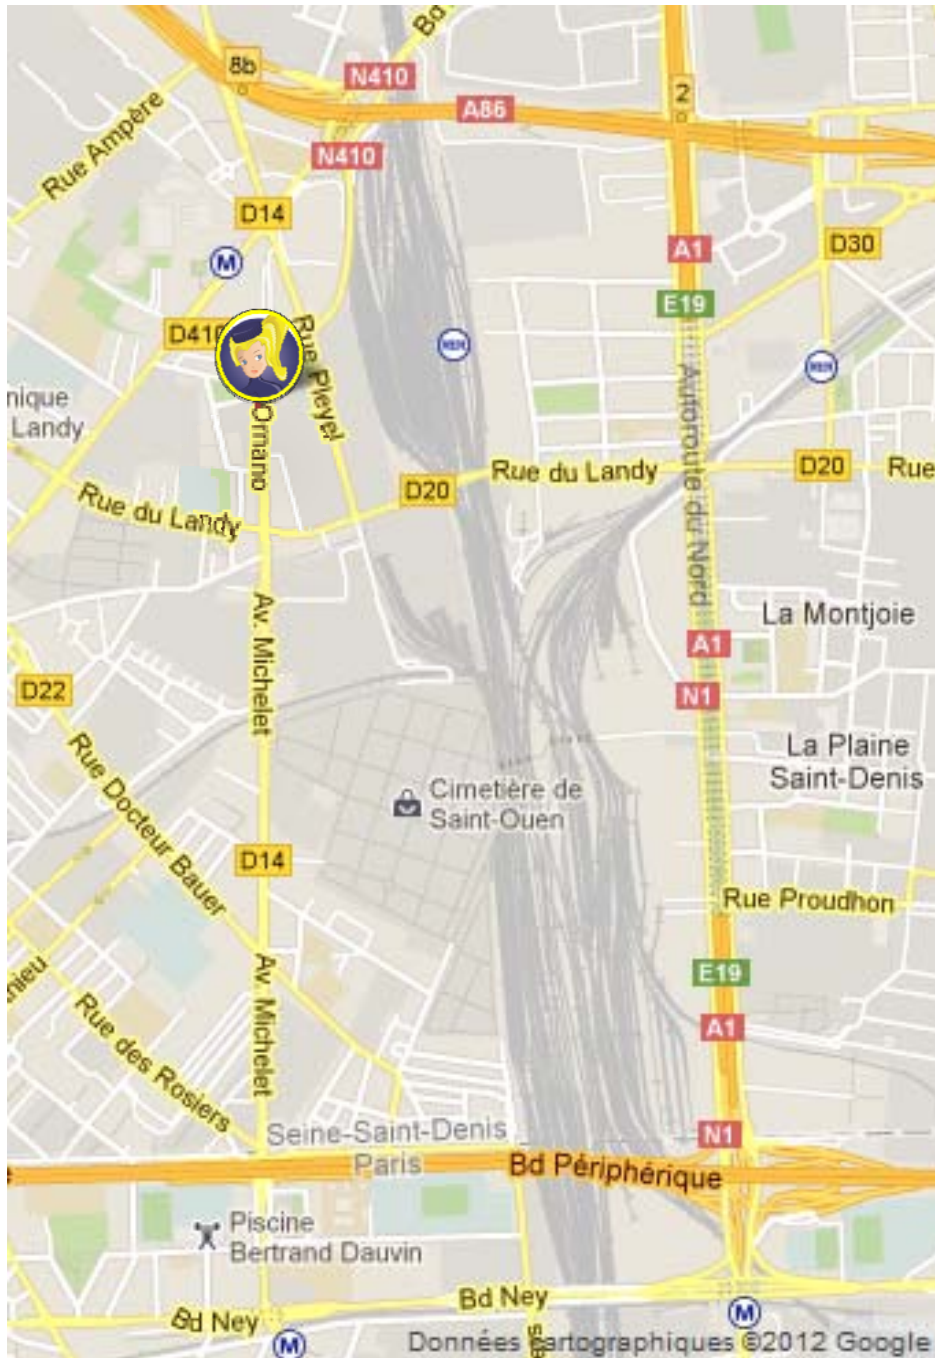 Bd
8b
N410
2
A86
Rue Ampère
N410
D14
M
A1
D30
E19
D410
Rue Pleyel
RER
RER
nique
Landy
Ornano
Autoroute du Nord
Rue du Landy
D20
Rue
D20
Rue du Landy
Av. Michelet
La Montjoie
A1
D22
N1
Rue Docteur Bauer
La Plaine
Saint-Denis
Cimetière de
Saint-Ouen
D14
Rue Proudhon
Av. Michelet
E19
hieu
Rue des Rosiers
A1
Seine-Saint-Denis
N1
Paris
Bd Périphérique
Piscine
Bertrand Dauvin
Bd Ney
Bd Ney
M
M
Données cartographiques ©2012 Google